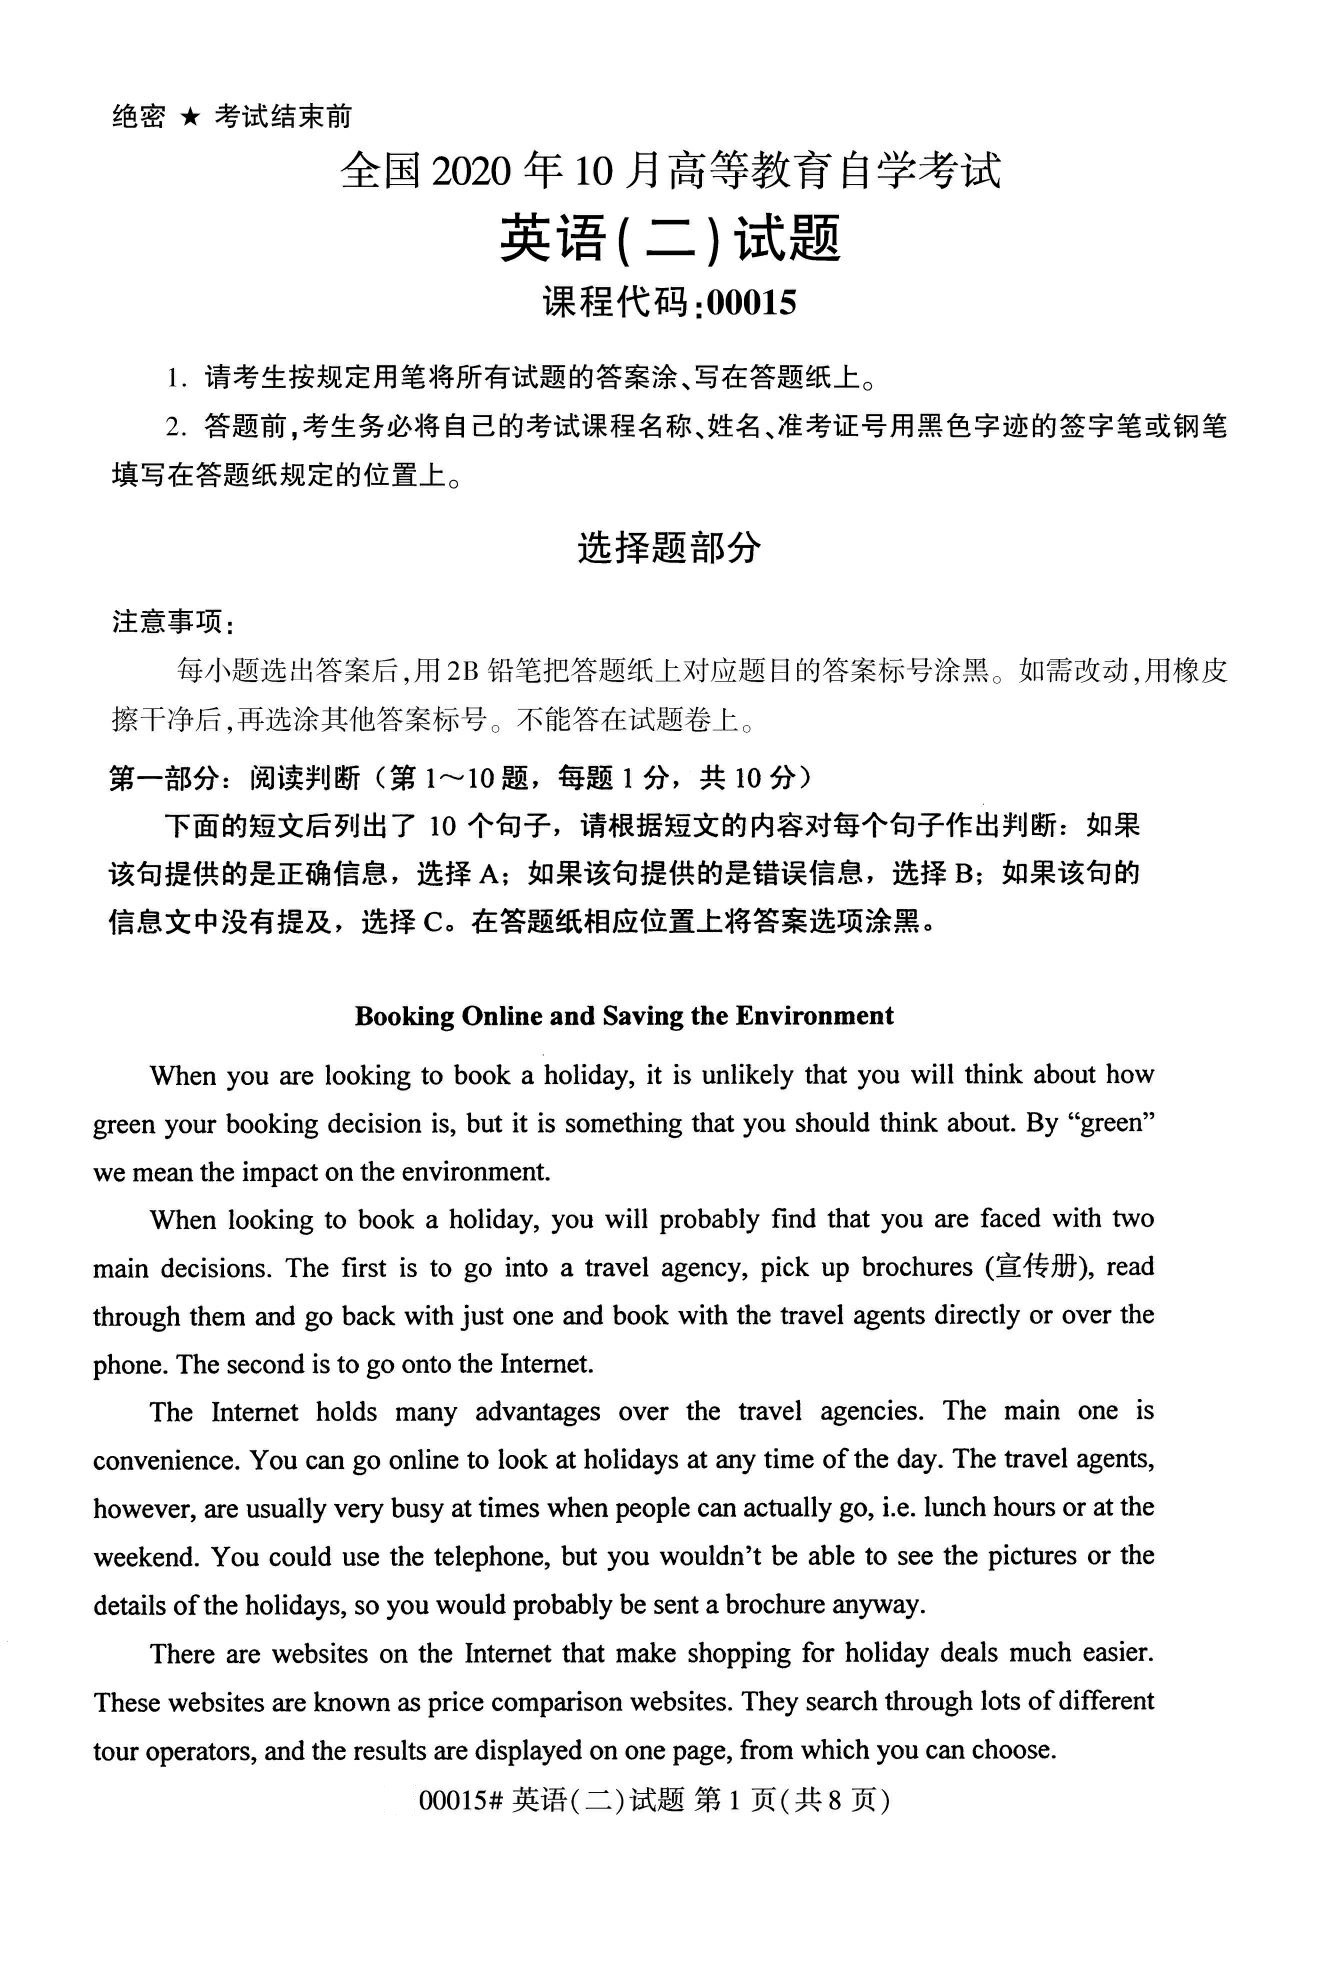 绝密 ★ 考试结束前
全国 2020 年 10 月高等教育自学考试
英语(二)试题
课程代码:00015
1. 请考生按规定用笔将所有试题的答案涂、写在答题纸上。
2. 答题前,考生务必将自己的考试课程名称、姓名、准考证号用黑色字迹的签字笔或钢笔
填写在答题纸规定的位置上。
选择题部分
注意事项:
每小题选出答案后,用 2B 铅笔把答题纸上对应题目的答案标号涂黑。如需改动,用橡皮
擦干净后,再选涂其他答案标号。不能答在试题卷上。
第一部分：阅读判断（第 1～10 题，每题 1 分，共 10 分）
下面的短文后列出了 10 个句子，请根据短文的内容对每个句子作出判断：如果
该句提供的是正确信息，选择 A；如果该句提供的是错误信息，选择 B；如果该句的
信息文中没有提及，选择 C。在答题纸相应位置上将答案选项涂黑。
Booking Online and Saving the Environment
When you are looking to book a holiday, it is unlikely that you will think about how
green your booking decision is, but it is something that you should think about. By “green”
we mean the impact on the environment.
When looking to book a holiday, you will probably find that you are faced with two
main decisions. The first is to go into a travel agency, pick up brochures (宣传册), read
through them and go back with just one and book with the travel agents directly or over the
phone. The second is to go onto the Internet.
The Internet holds many advantages over the travel agencies. The main one is
convenience. You can go online to look at holidays at any time of the day. The travel agents,
however, are usually very busy at times when people can actually go, i.e. lunch hours or at the
weekend. You could use the telephone, but you wouldn’t be able to see the pictures or the
details of the holidays, so you would probably be sent a brochure anyway.
There are websites on the Internet that make shopping for holiday deals much easier.
These websites are known as price comparison websites. They search through lots of different
tour operators, and the results are displayed on one page, from which you can choose.
00015# 英语(二)试题 第 1 页(共 8 页)